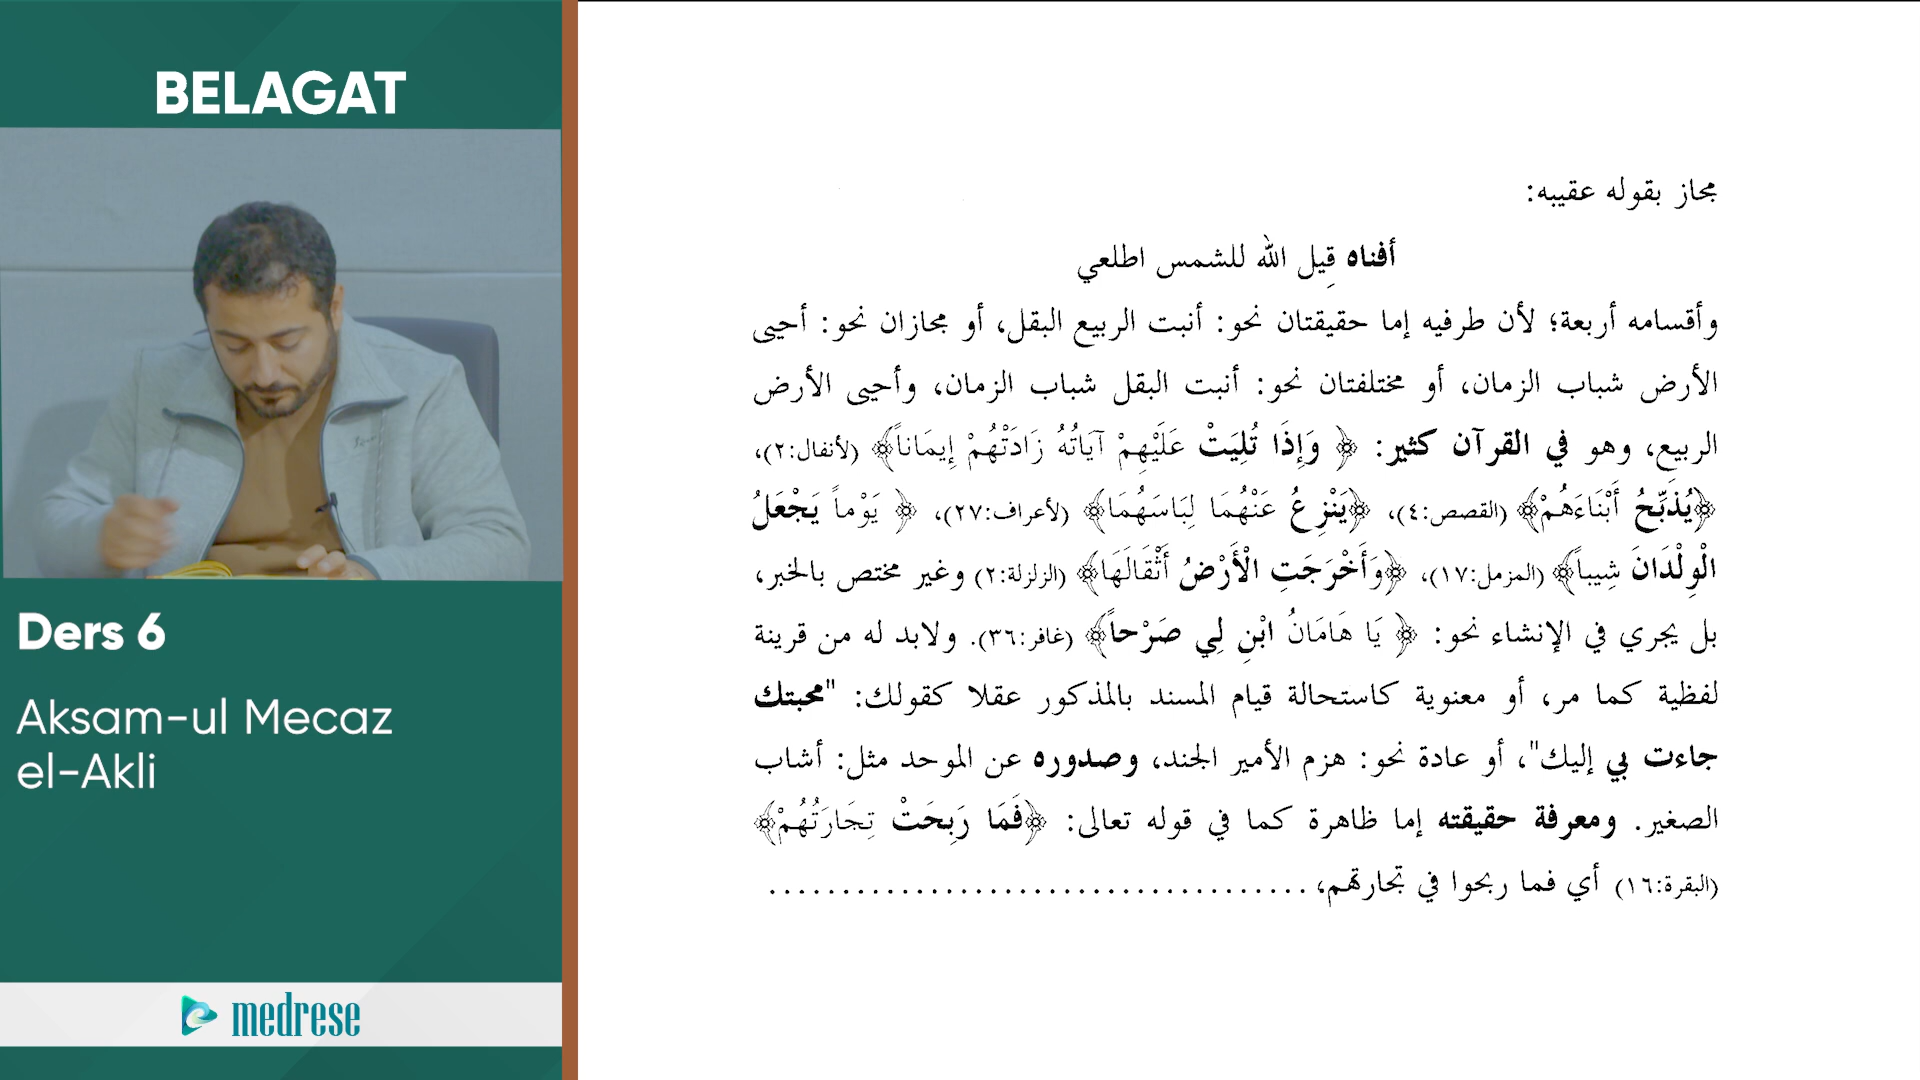 BELAGAT
Ders 6
Aksam-ul Mecaz
el-Akli
medrese
مجاز بقوله عقيبه:
أفناه قِيل الله للشمس اطلعي
وأقسامه أربعة؛ لأن طرفيه إما حقيقتان نحو: أنبت الربيع البقل، أو مجازان نحو: أحيى
الأرض شباب الزمان، أو مختلفتان نحو: أنبت البقل شباب الزمان، وأحيى الأرض
الربيع، وهو في القرآن كثير: ﴿ وَإِذَا تُلِيَتْ عَلَيْهِمْ آيَاتُهُ زَادَتْهُمْ إِيمَاناً﴾ (لأنفال:٢)،
﴿يُذَبِّحُ أَبْنَاءَهُمْ﴾ (القصص:٤)، ﴿يَنْزِعُ عَنْهُمَا لِبَاسَهُمَا﴾ (لأعراف:٢٧)، ﴿ يَوْماً يَجْعَلُ
الْوِلْدَانَ شِيباً﴾ (المزمل:١٧)، ﴿وَأَخْرَجَتِ الْأَرْضُ أَثْقَالَهَا﴾ (الزلزلة:٢) وغير مختص بالخبر،
بل يجري في الإنشاء نحو: ﴿ يَا هَامَانُ ابْنِ لِي صَرْحاً﴾ (غافر:٣٦). ولابد له من قرينة
لفظية كما مر، أو معنوية كاستحالة قيام المسند بالمذكور عقلا كقولك: "محبتك
جاءت بي إليك"، أو عادة نحو: هزم الأمير الجند، وصدوره عن الموحد مثل: أشاب
الصغير. ومعرفة حقيقته إما ظاهرة كما في قوله تعالى: ﴿فَمَا رَبِحَتْ تِجَارَتُهُمْ﴾
(البقرة:١٦) أي فما ربحوا في تجارتهم، .....................................